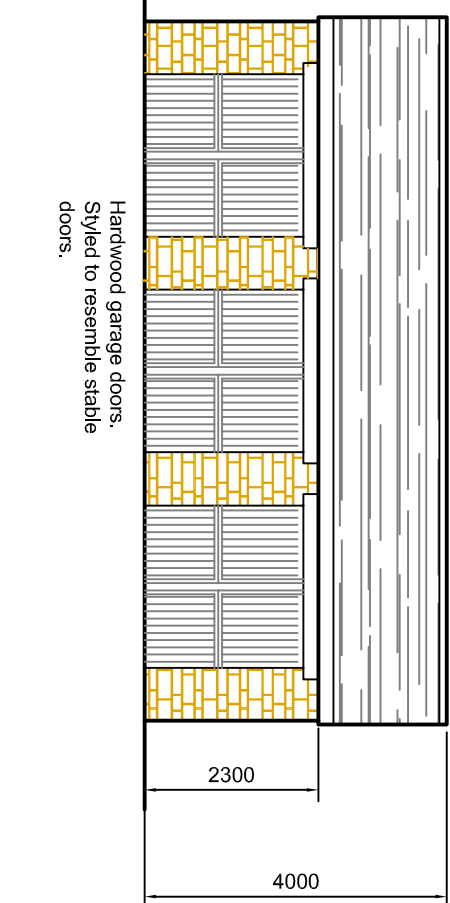 Hardwood garage doors.
Styled to resemble stable
doors.
2300
4000